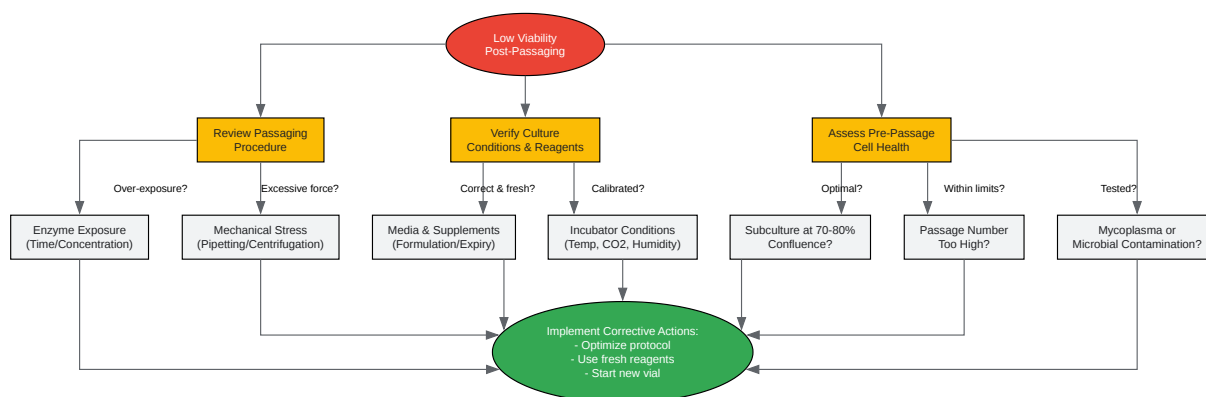 Low Viability
Post-Passaging
Review Passaging
Procedure
Verify Culture
Conditions & Reagents
Assess Pre-Passage
Cell Health
Over-exposure?
Excessive force?
Correct & fresh?
Calibrated?
Optimal?
Within limits?
Tested?
Enzyme Exposure
(Time/Concentration)
Mechanical Stress
(Pipetting/Centrifugation)
Media & Supplements
(Formulation/Expiry)
Incubator Conditions
(Temp, CO2, Humidity)
Subculture at 70-80%
Confluence?
Passage Number
Too High?
Mycoplasma or
Microbial Contamination?
Implement Corrective Actions:
- Optimize protocol
- Use fresh reagents
- Start new vial